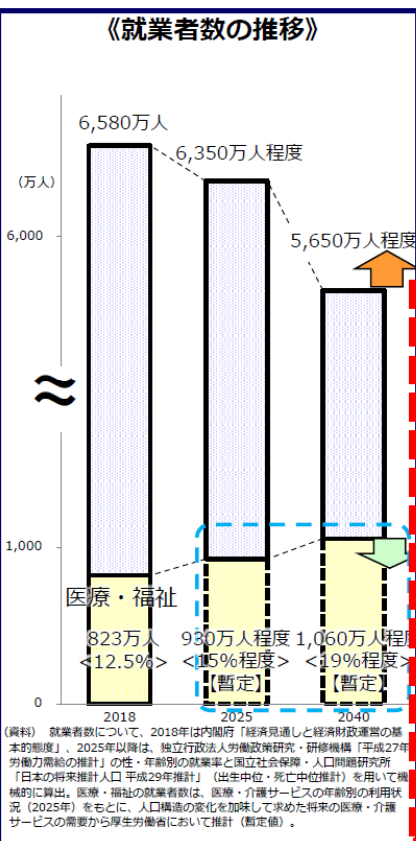 《就業者数の推移》
6,580万人
6,350万人程度
(万人)
6,000
5,650万人程度
≈
1,000
医療・福祉
823万人 930万人程度 1,060万人程度
<12.5%> <15%程度> <19%程度>
【暫定】 【暫定】
0
2018 2025 2040
(資料) 就業者数について、2018年は内閣府「経済見通しと経済財政運営の基
本的態度」、2025年以降は、独立行政法人労働政策研究・研修機構「平成27年
労働力需給の推計」の性・年齢別の就業率と国立社会保障・人口問題研究所
「日本の将来推計人口 平成29年推計」(出生中位・死亡中位推計)を用いて機
械的に算出。医療・福祉の就業者数は、医療・介護サービスの年齢別の利用状
況(2025年)をもとに、人口構造の変化を加味して求めた将来の医療・介護
サービスの需要から厚生労働省において推計(暫定値)。